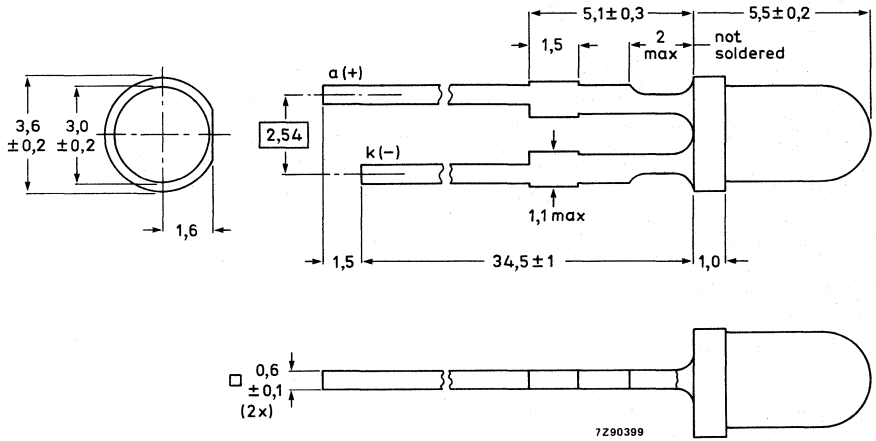 5,1±0,3
5,5±0,2
1,5
2
max
not
soldered
a(+)
3,6
±0,2
3,0
±0,2
2,54
k(-)
1,1 max
1,6
1,5
34,5±1
1,0
□ 0,6
±0,1
(2x)
7Z90399